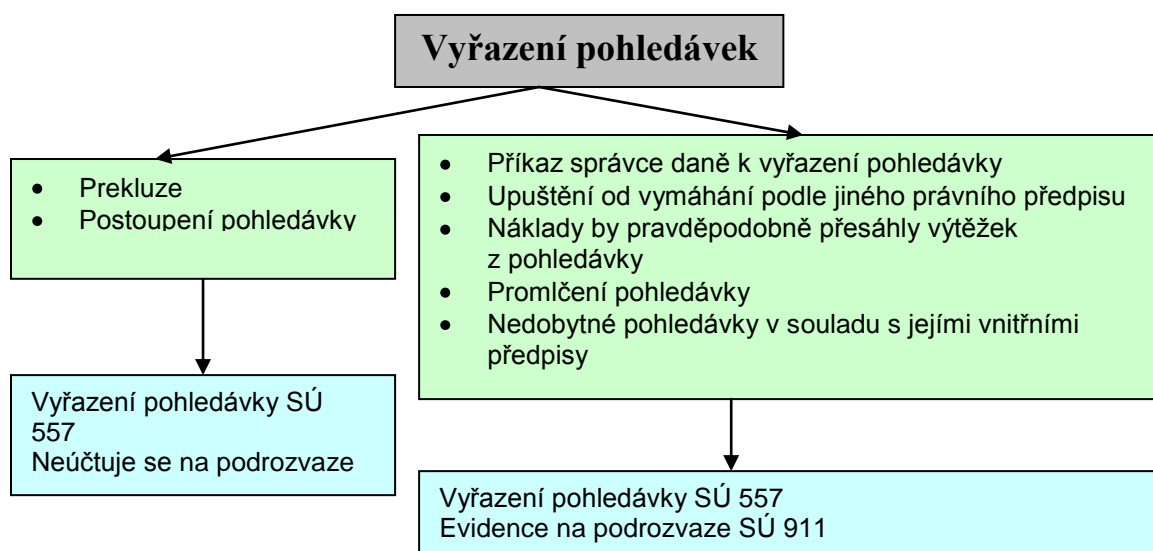 Vyřazení pohledávek
• Prekluze
• Postoupení pohledávky
Vyřazení pohledávky SÚ
557
Neúčtuje se na podrozvaze
• Příkaz správce daně k vyřazení pohledávky
• Upuštění od vymáhání podle jiného právního předpisu
• Náklady by pravděpodobně přesáhly výtěžek
z pohledávky
• Promlčení pohledávky
• Nedobytné pohledávky v souladu s jejími vnitřními
předpisy
Vyřazení pohledávky SÚ 557
Evidence na podrozvaze SÚ 911